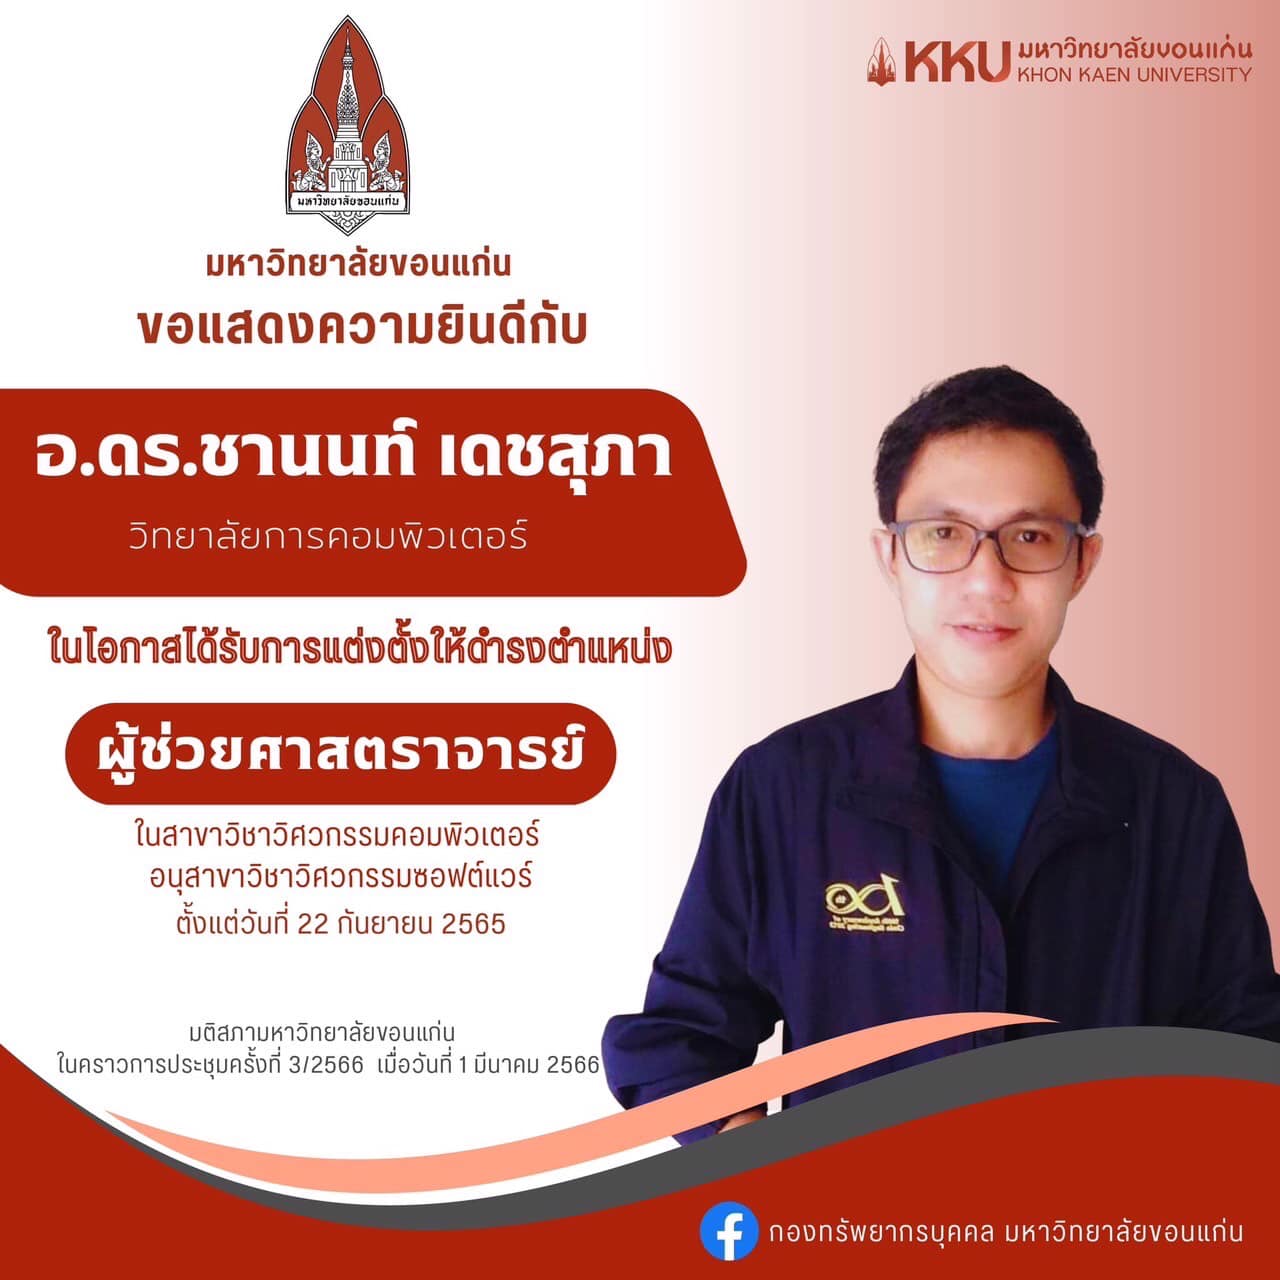 มหาวิทยาลัยขอนแก่น
KKU มหาวิทยาลัยขอนแก่น
KHON KAEN UNIVERSITY
มหาวิทยาลัยขอนแก่น
ขอแสดงความยินดีกับ
อ.ดร.ชานนท์ เดชสุภา
วิทยาลัยการคอมพิวเตอร์
ในโอกาสได้รับการแต่งตั้งให้ดำรงตำแหน่ง
ผู้ช่วยศาสตราจารย์
ในสาขาวิชาวิศวกรรมคอมพิวเตอร์
อนุสาขาวิชาวิศวกรรมซอฟต์แวร์
ตั้งแต่วันที่ 22 กันยายน 2565
มติสภามหาวิทยาลัยขอนแก่น
ในคราวการประชุมครั้งที่ 3/2566 เมื่อวันที่ 1 มีนาคม 2566
กองทรัพยากรบุคคล มหาวิทยาลัยขอนแก่น